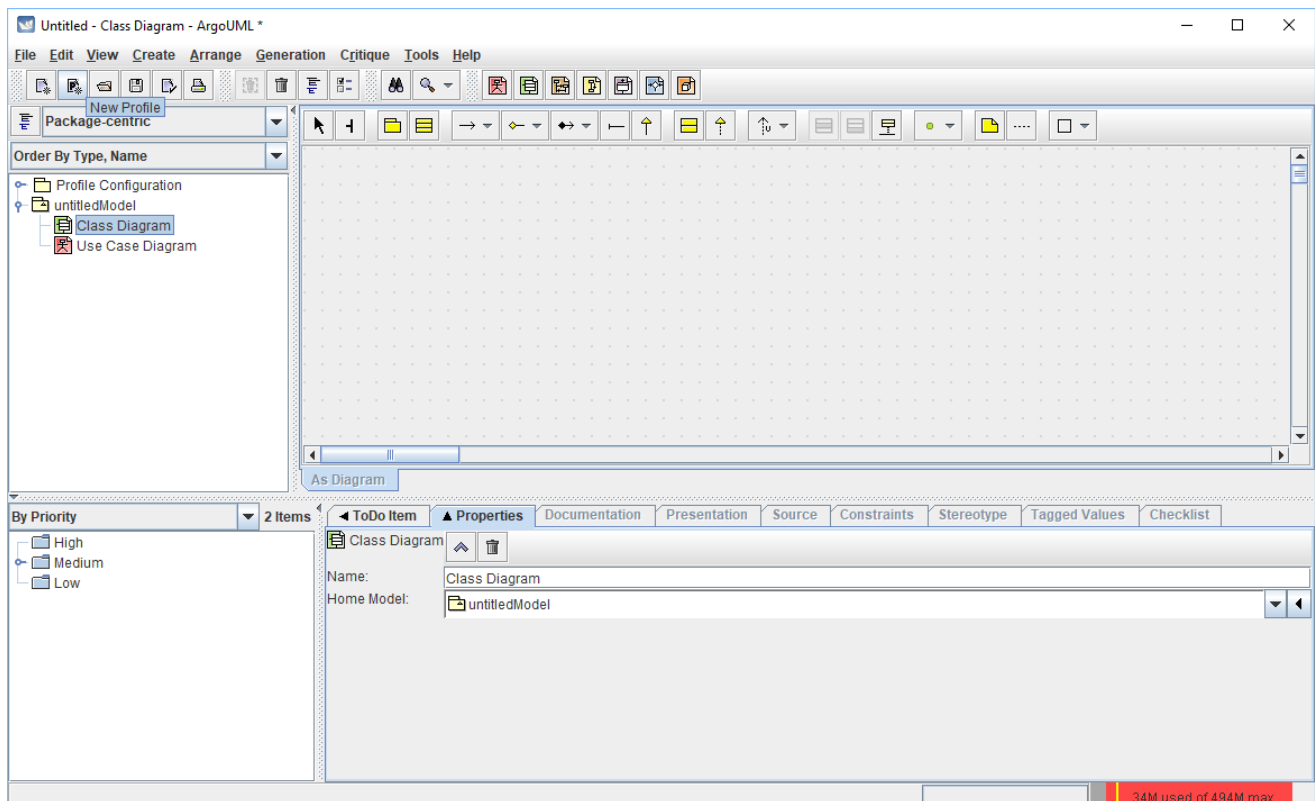 Untitled - Class Diagram - ArgoUML *
File Edit View Create Arrange Generation Critique Tools Help
New Profile
Package-centric
Order By Type, Name
Profile Configuration
untitledModel
Class Diagram
Use Case Diagram
As Diagram
By Priority 2 Items
High
Medium
Low
ToDo Item Properties Documentation Presentation Source Constraints Stereotype Tagged Values Checklist
Class Diagram
Name: Class Diagram
Home Model: untitledModel
34M used of 494M max